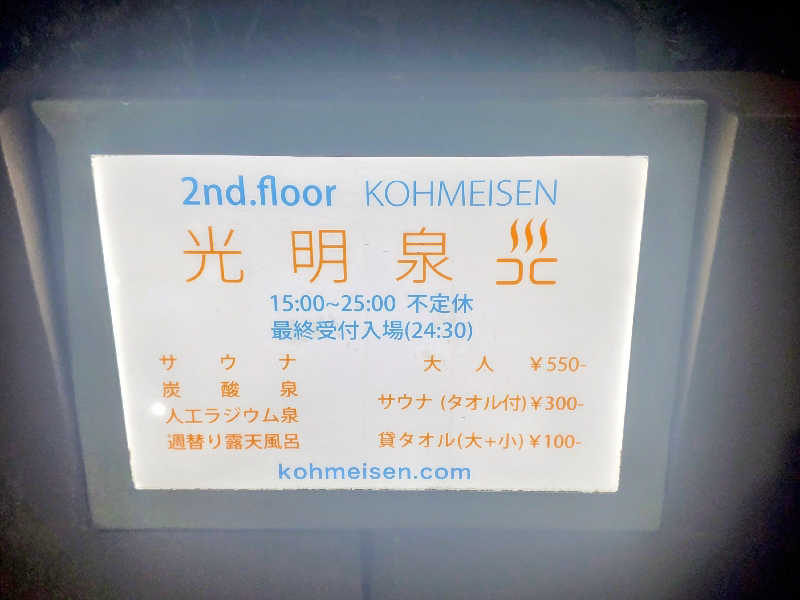 2nd.floor KOHMEISEN
光明泉
15:00~25:00 不定休
最終受付入場(24:30)
サウナ
炭酸泉
人工ラジウム泉
週替り露天風呂
大人 ¥550-
サウナ (タオル付) ¥300-
貸タオル(大+小) ¥100-
kohmeisen.com